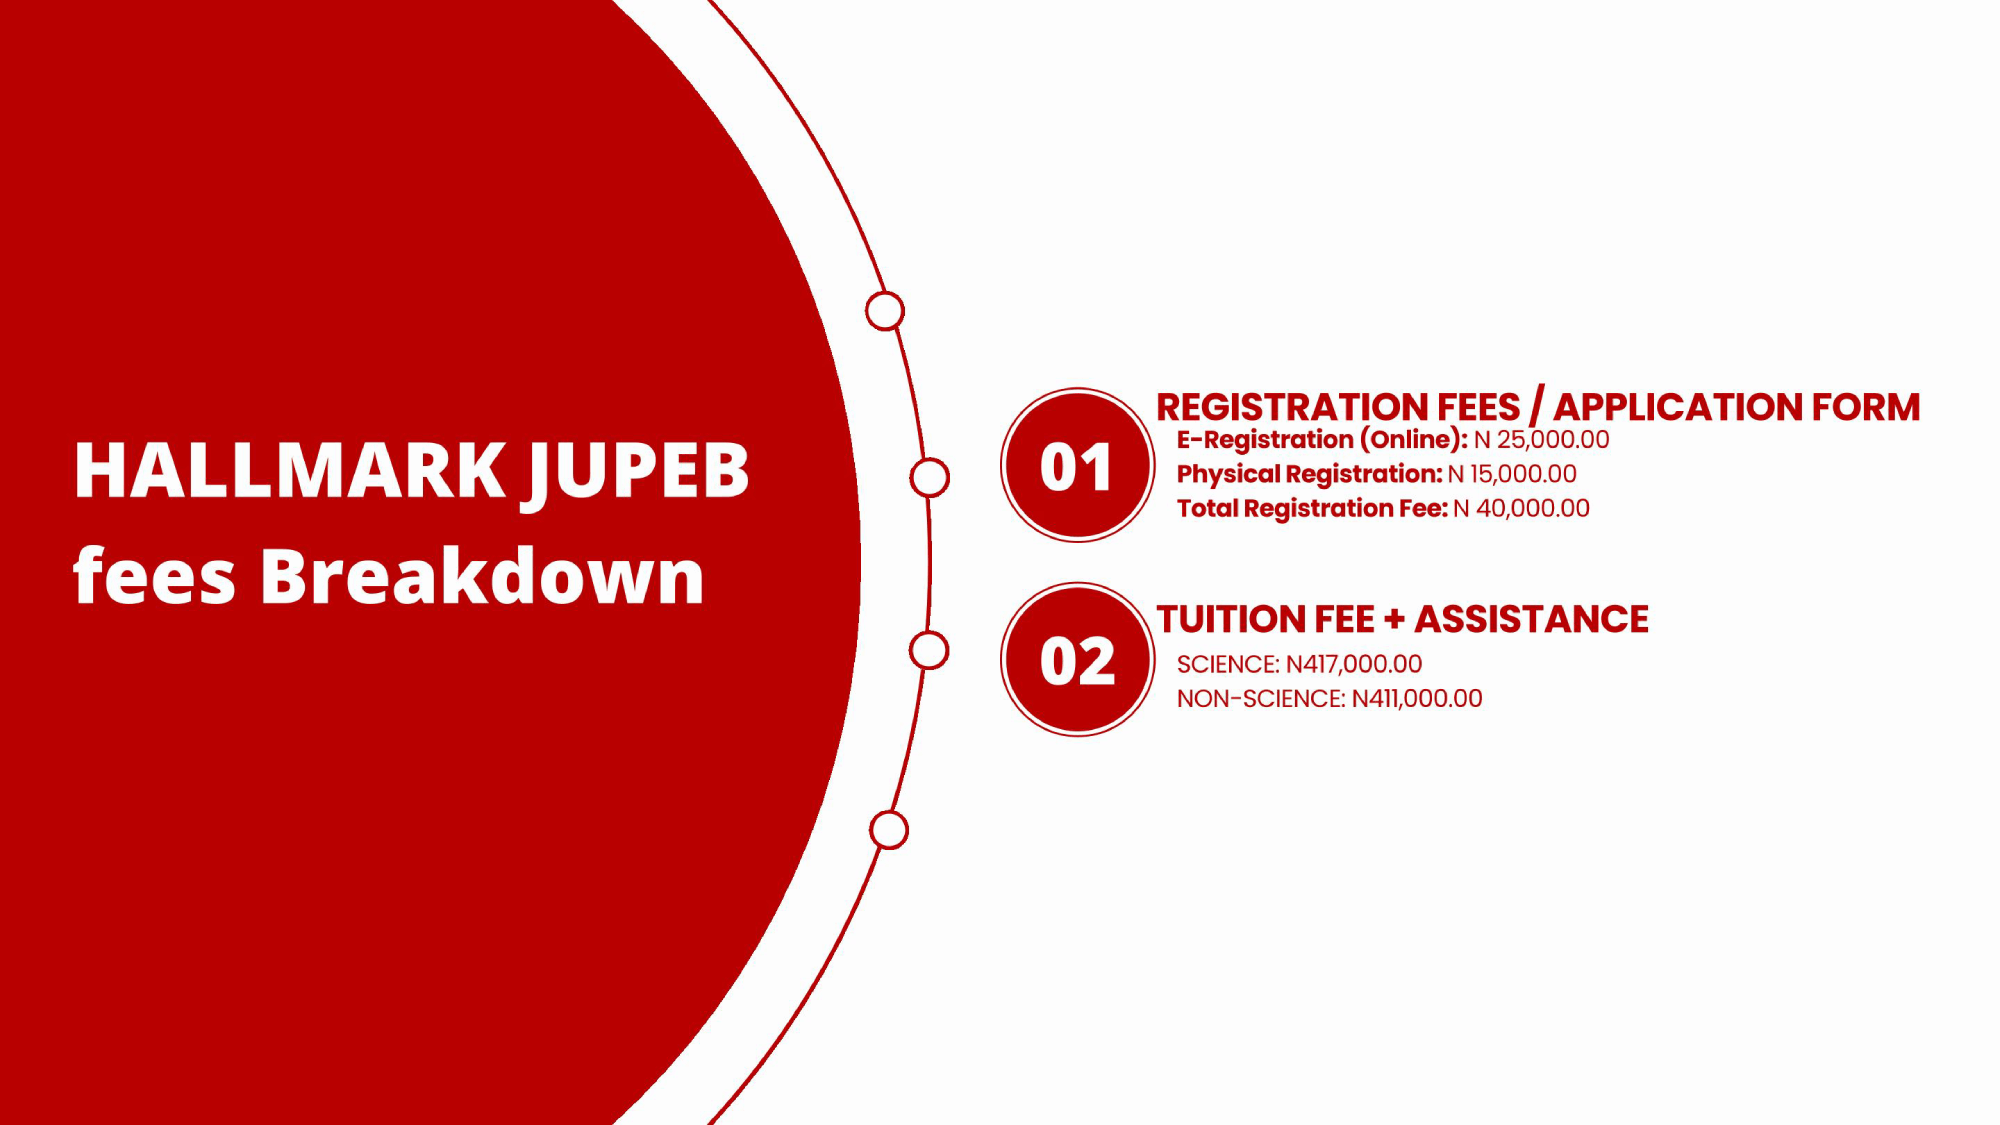 HALLMARK JUPEB
fees Breakdown
01
REGISTRATION FEES / APPLICATION FORM
E-Registration (Online): N 25,000.00
Physical Registration: N 15,000.00
Total Registration Fee: N 40,000.00
02
TUITION FEE + ASSISTANCE
SCIENCE: N417,000.00
NON-SCIENCE: N411,000.00